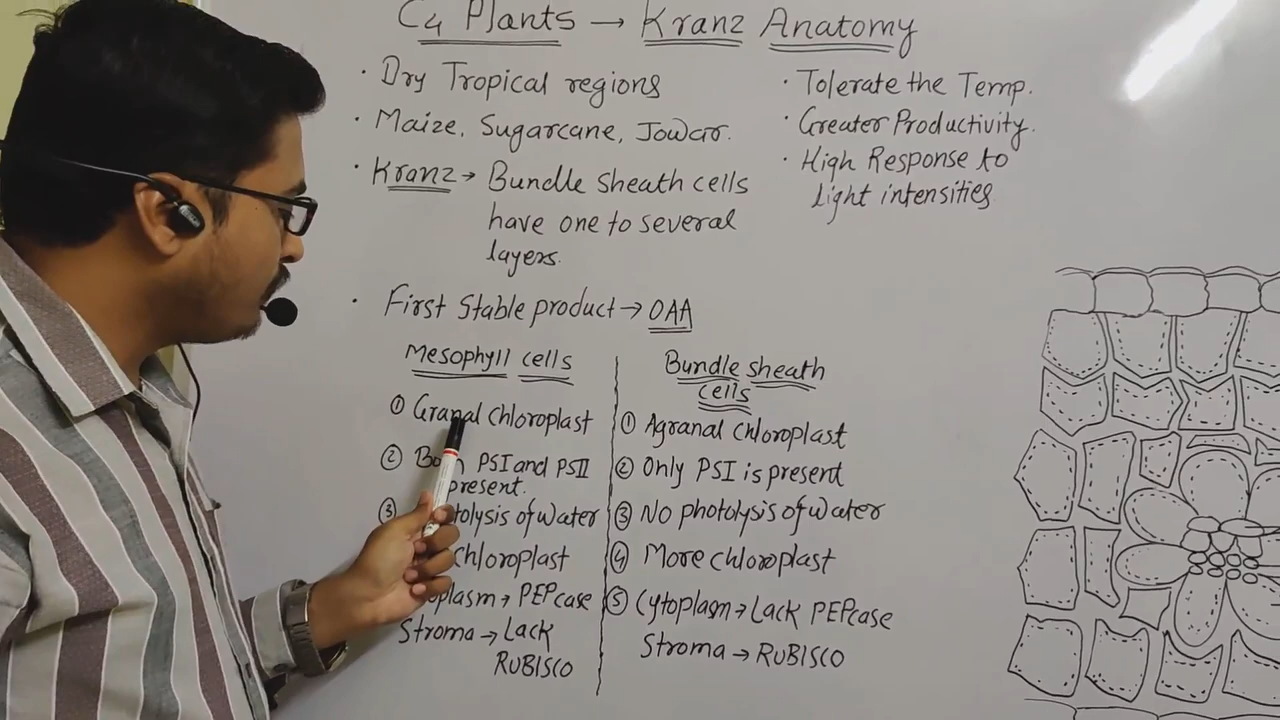 C4 Plants → Kranz Anatomy
· Dry Tropical regions
· Maize, Sugarcane, Jowar.
· Kranz → Bundle sheath cells
have one to several
layers.
· Tolerate the Temp.
· Greater Productivity.
· High Response to
light intensities
· First Stable product → OAA
Mesophyll cells
① Granal chloroplast
② PSI and PSII
present.
③ of water
chloroplast
→ PEPcase
Stroma → Lack
RUBISCO
Bundle sheath
cells
① Agranal chloroplast
② Only PSI is present
③ No photolysis of water
④ More chloroplast
⑤ Cytoplasm → Lack PEPcase
Stroma → RUBISCO